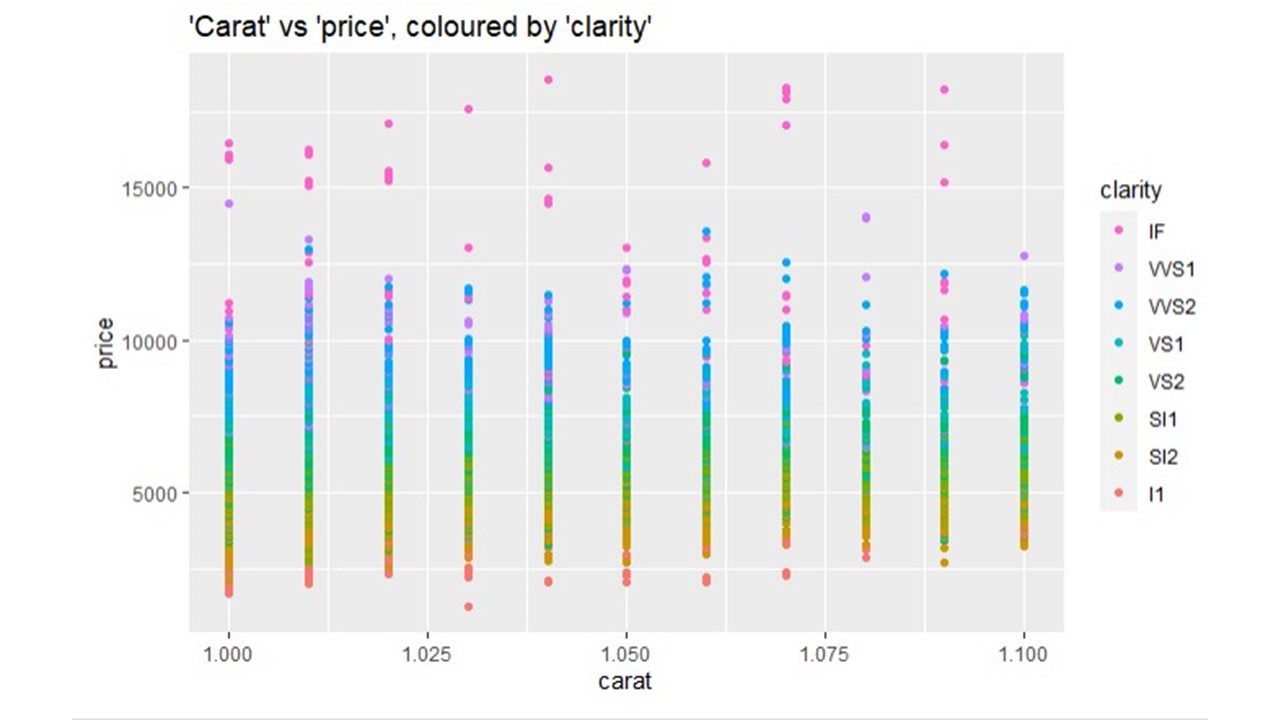 'Carat' vs 'price', coloured by 'clarity'
15000
10000
5000
price
1.000 1.025 1.050 1.075 1.100
carat
clarity
IF
VVS1
VVS2
VS1
VS2
SI1
SI2
I1